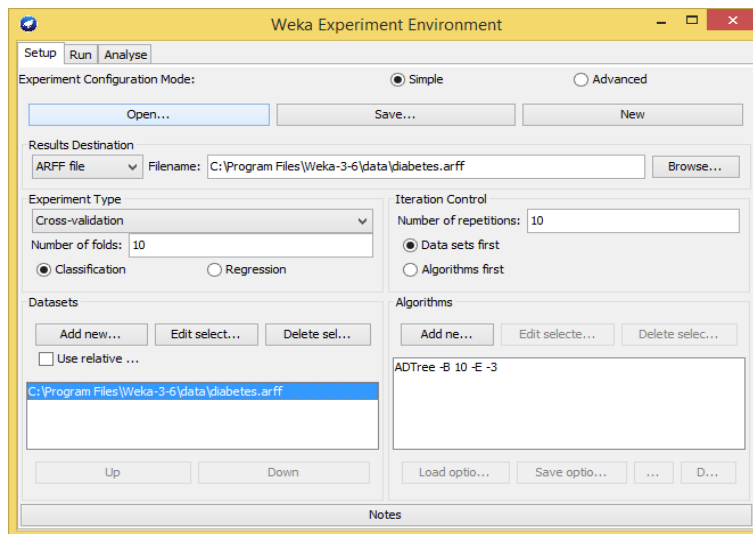 Weka Experiment Environment
Setup Run Analyse
Experiment Configuration Mode: Simple Advanced
Open... Save... New
Results Destination
ARFF file Filename: C:\Program Files\Weka-3-6\data\diabetes.arff Browse...
Experiment Type Iteration Control
Cross-validation Number of repetitions: 10
Number of folds: 10 Data sets first
Classification Regression Algorithms first
Datasets Algorithms
Add new... Edit select... Delete sel... Add ne... Edit selecte... Delete selec...
Use relative ...
C:\Program Files\Weka-3-6\data\diabetes.arff ADTree -B 10 -E -3
Up Down Load optio... Save optio... ... D...
Notes